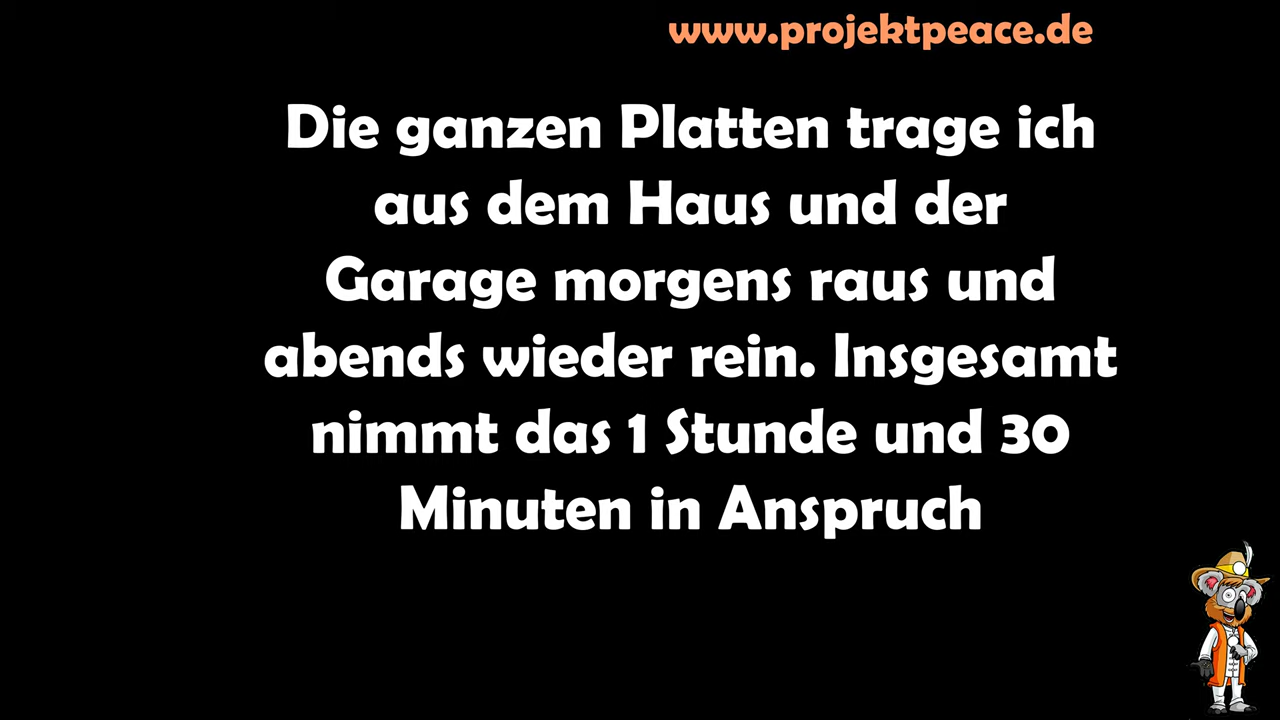 www.projektpeace.de
Die ganzen Platten trage ich
aus dem Haus und der
Garage morgens raus und
abends wieder rein. Insgesamt
nimmt das 1 Stunde und 30
Minuten in Anspruch